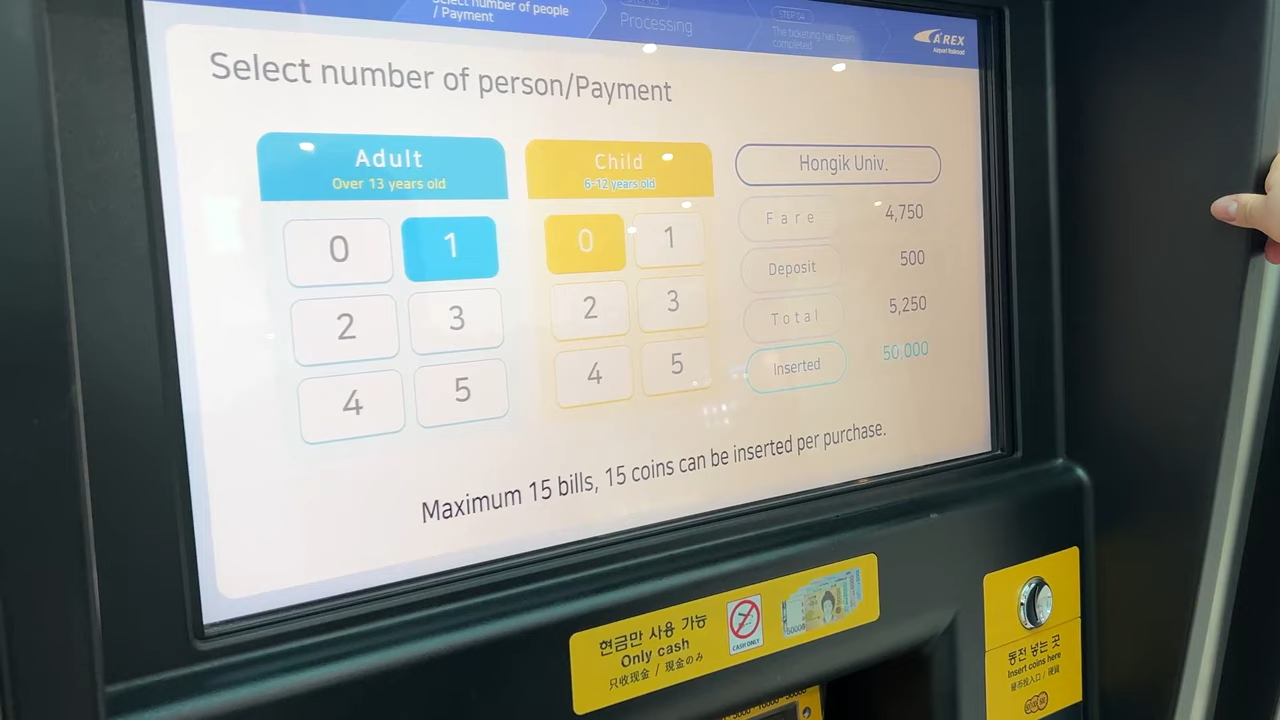 Select number of people
/ Payment
Processing
STEP 04
The ticketing has been
completed
A'REX
Airport Railroad
Select number of person/Payment
Adult
Over 13 years old
0
1
2
3
4
5
Child
6-12 years old
0
1
2
3
4
5
Hongik Univ.
Fare 4,750
Deposit 500
Total 5,250
Inserted 50,000
Maximum 15 bills, 15 coins can be inserted per purchase.
현금만 사용 가능
Only cash
只收现金 / 現金のみ
CASH ONLY
동전 넣는 곳
Insert coins here